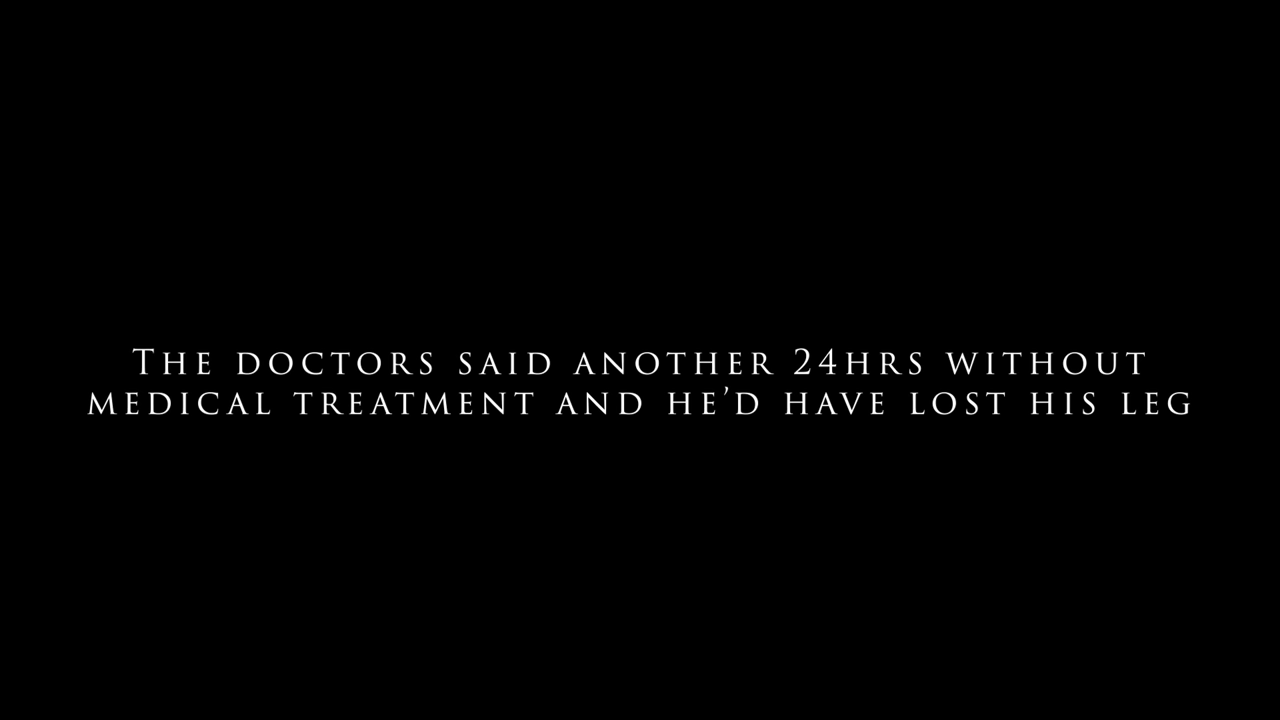 The doctors said another 24hrs without
medical treatment and he’d have lost his leg